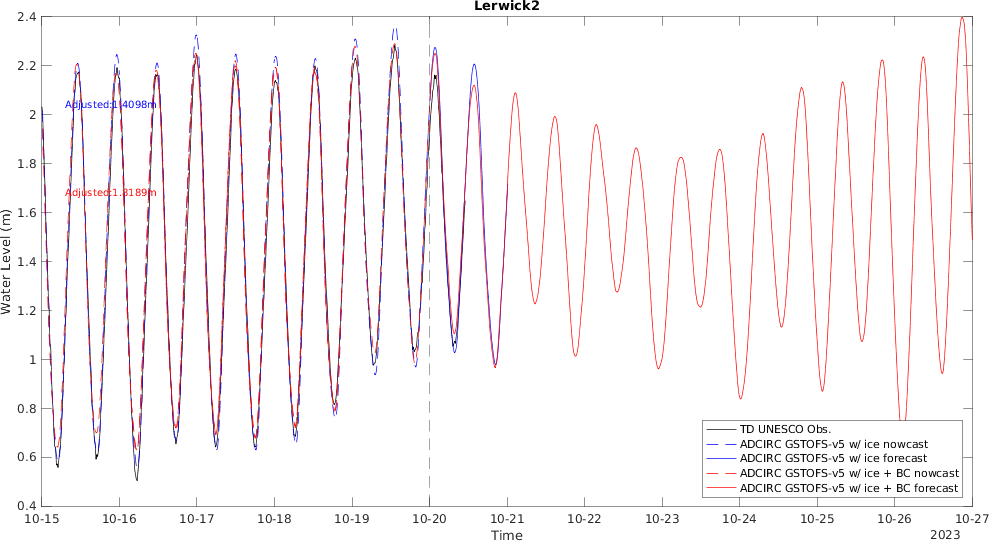 Lerwick2
2.4
2.2
2
1.8
1.6
1.4
1.2
1
0.8
0.6
0.4
Water Level (m)
Adjusted:1.4098m
Adjusted:1.8189m
TD UNESCO Obs.
ADCIRC GSTOFS-v5 w/ ice nowcast
ADCIRC GSTOFS-v5 w/ ice forecast
ADCIRC GSTOFS-v5 w/ ice + BC nowcast
ADCIRC GSTOFS-v5 w/ ice + BC forecast
10-15 10-16 10-17 10-18 10-19 10-20 10-21 10-22 10-23 10-24 10-25 10-26 10-27
Time
2023